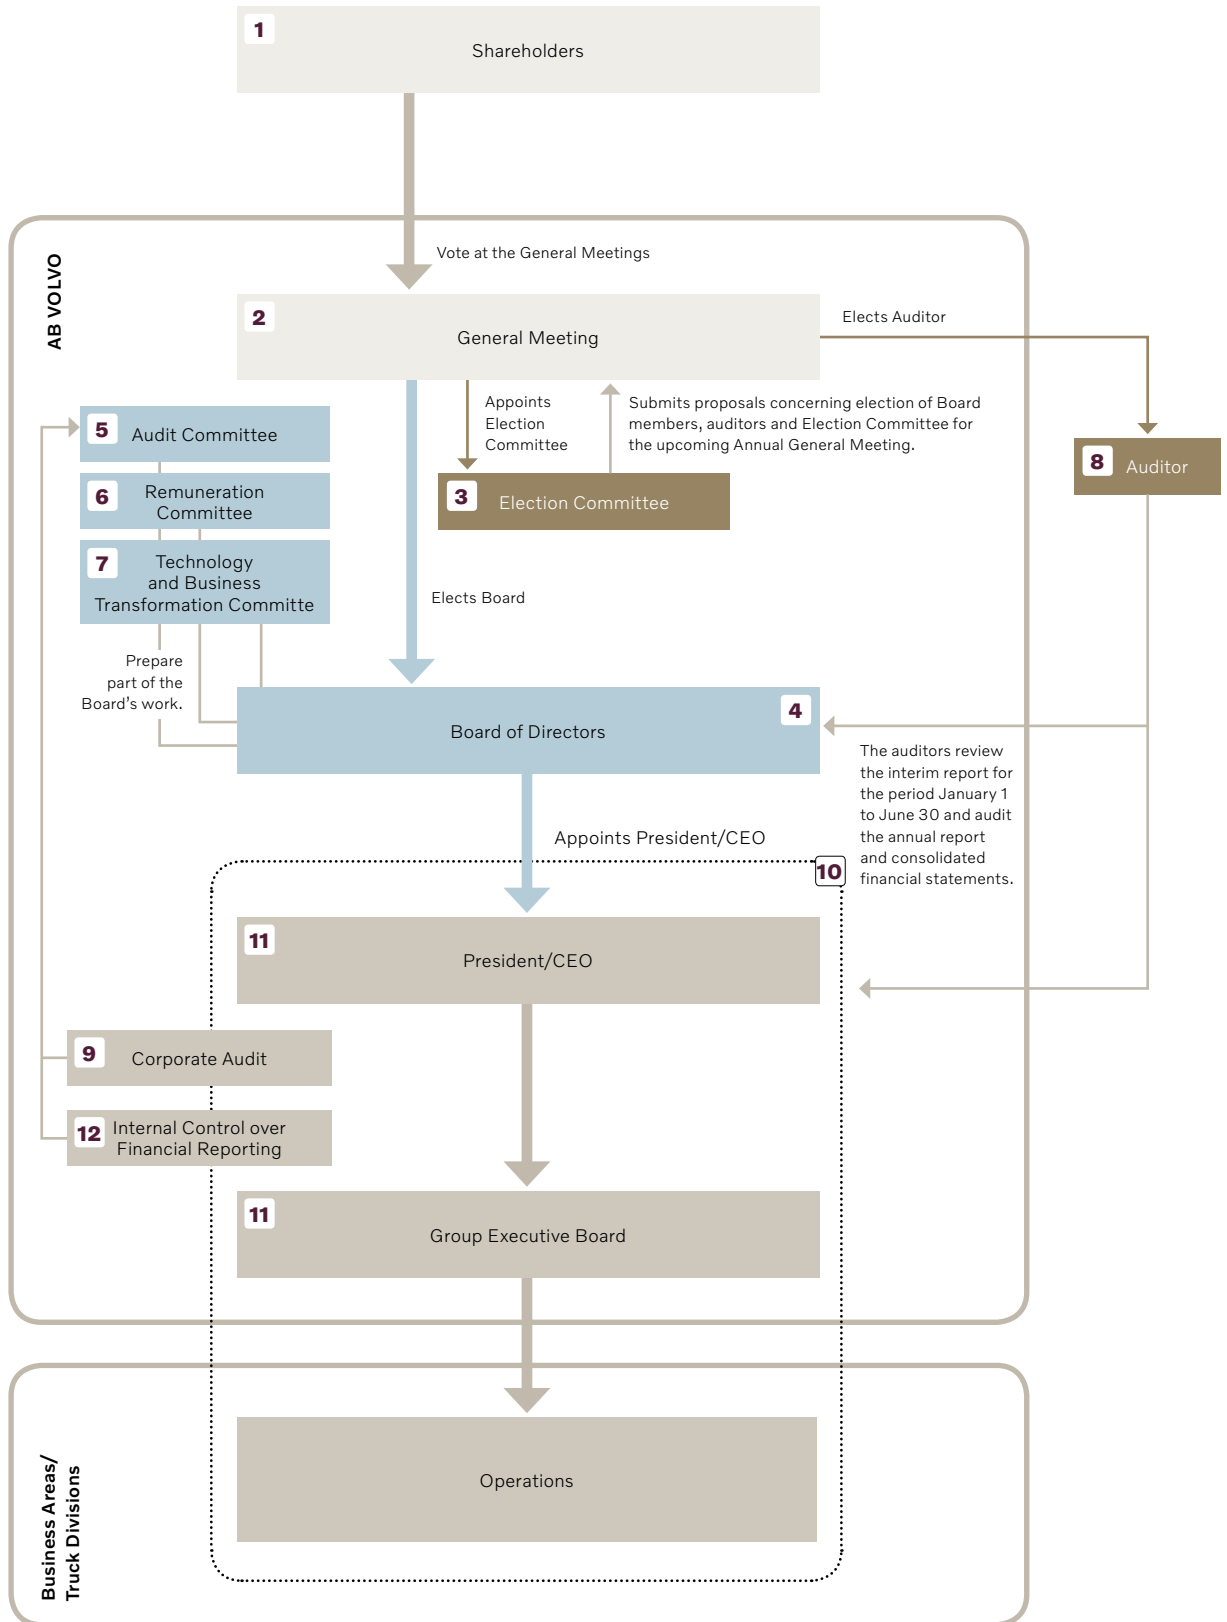 1
Shareholders
AB VOLVO
Vote at the General Meetings
2
General Meeting
Elects Auditor
Appoints
Election
Committee
Submits proposals concerning election of Board
members, auditors and Election Committee for
the upcoming Annual General Meeting.
5
Audit Committee
8
Auditor
6
Remuneration
Committee
3
Election Committee
7
Technology
and Business
Transformation Committe
Elects Board
Prepare
part of the
Board's work.
4
Board of Directors
The auditors review
the interim report for
the period January 1
to June 30 and audit
the annual report
and consolidated
financial statements.
Appoints President/CEO
10
11
President/CEO
9
Corporate Audit
12
Internal Control over
Financial Reporting
11
Group Executive Board
Business Areas/
Truck Divisions
Operations